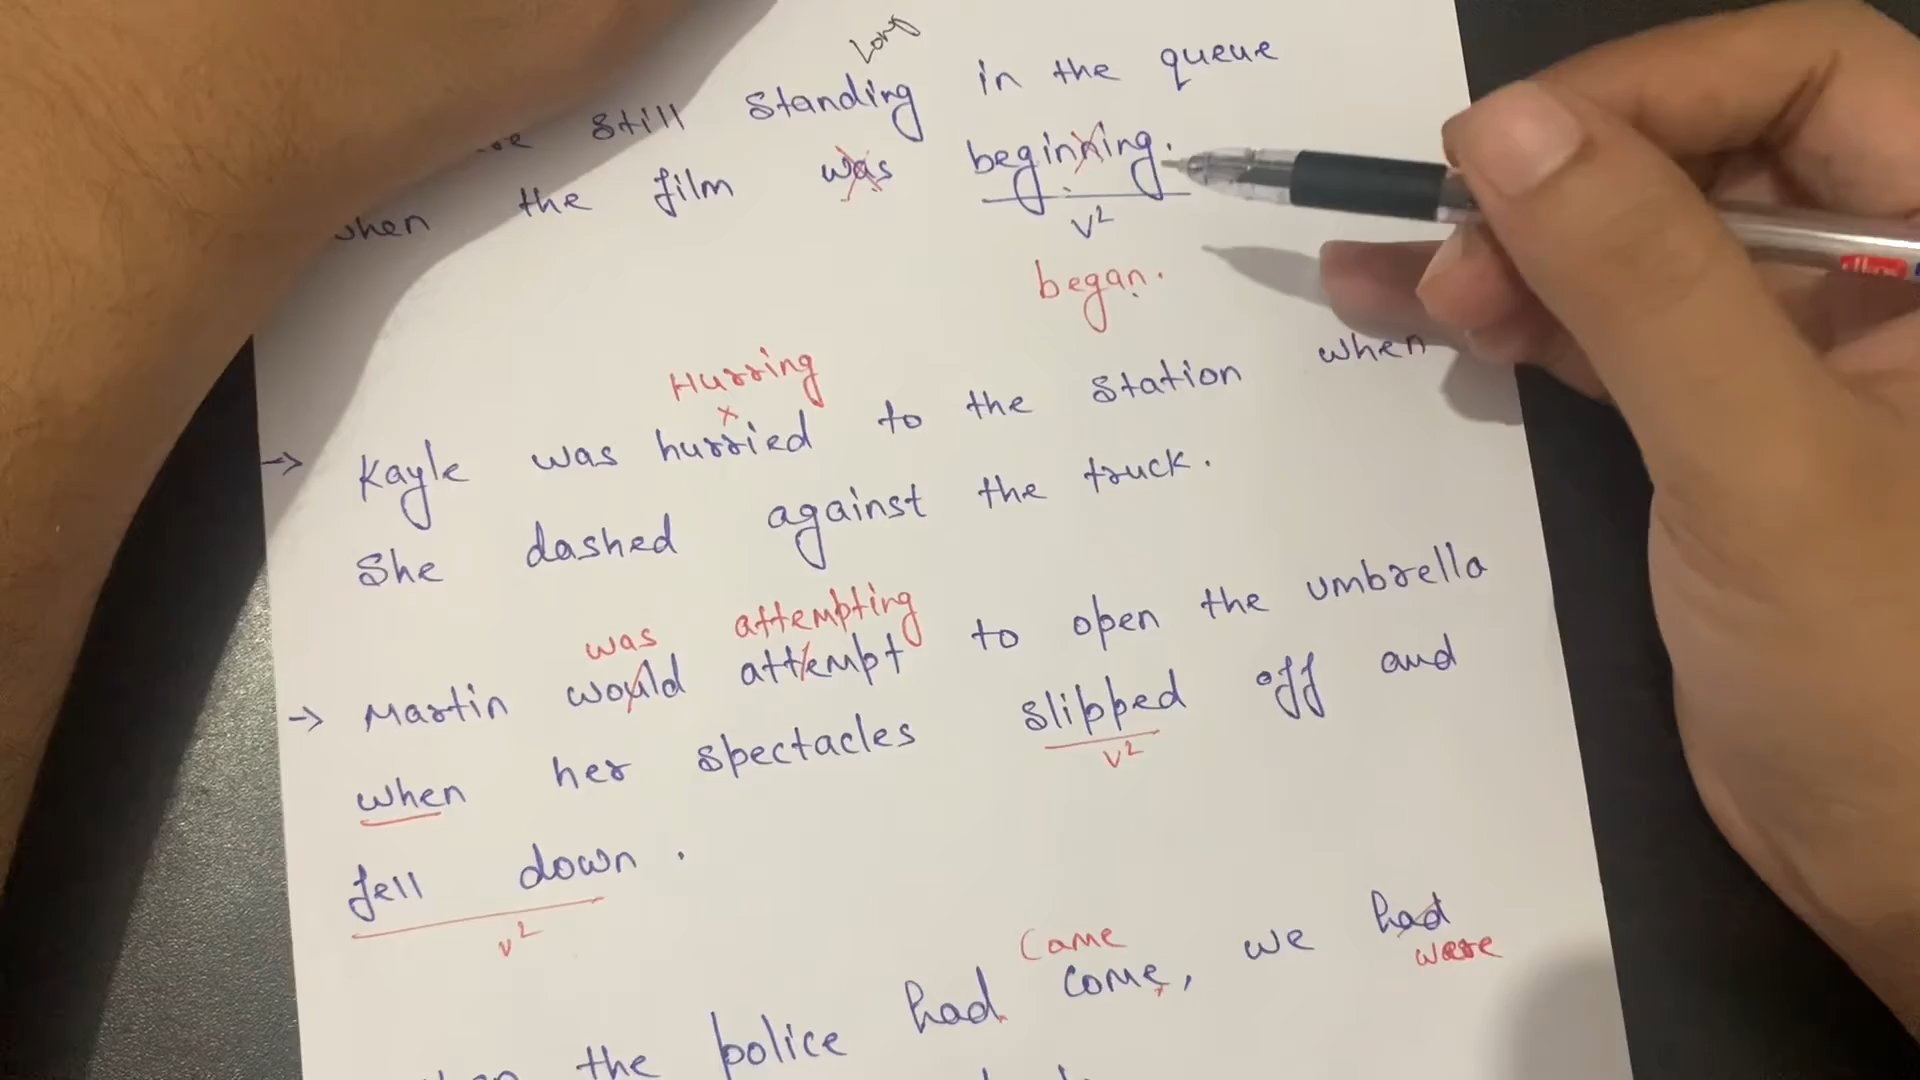 Long
still standing in the queue
when the film was beginning.
V²
began.
Hurring
→ Kayle was hurried to the station when
She dashed against the truck.
was attempting
→ Martin would attempt to open the umbrella
when her spectacles slipped off and
V²
fell down.
V²
Came
the police had come, we had
were